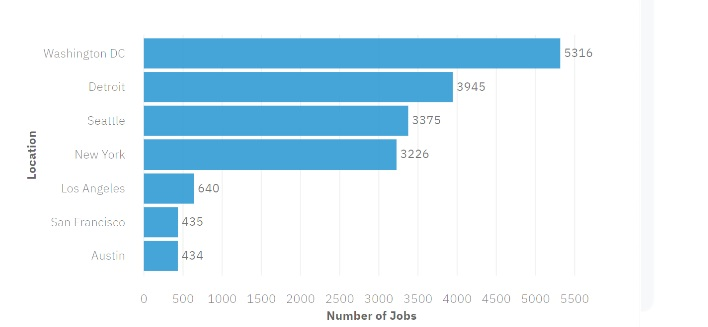 Washington DC 5316
Detroit 3945
Seattle 3375
New York 3226
Los Angeles 640
San Francisco 435
Austin 434
Location
0 500 1000 1500 2000 2500 3000 3500 4000 4500 5000 5500
Number of Jobs